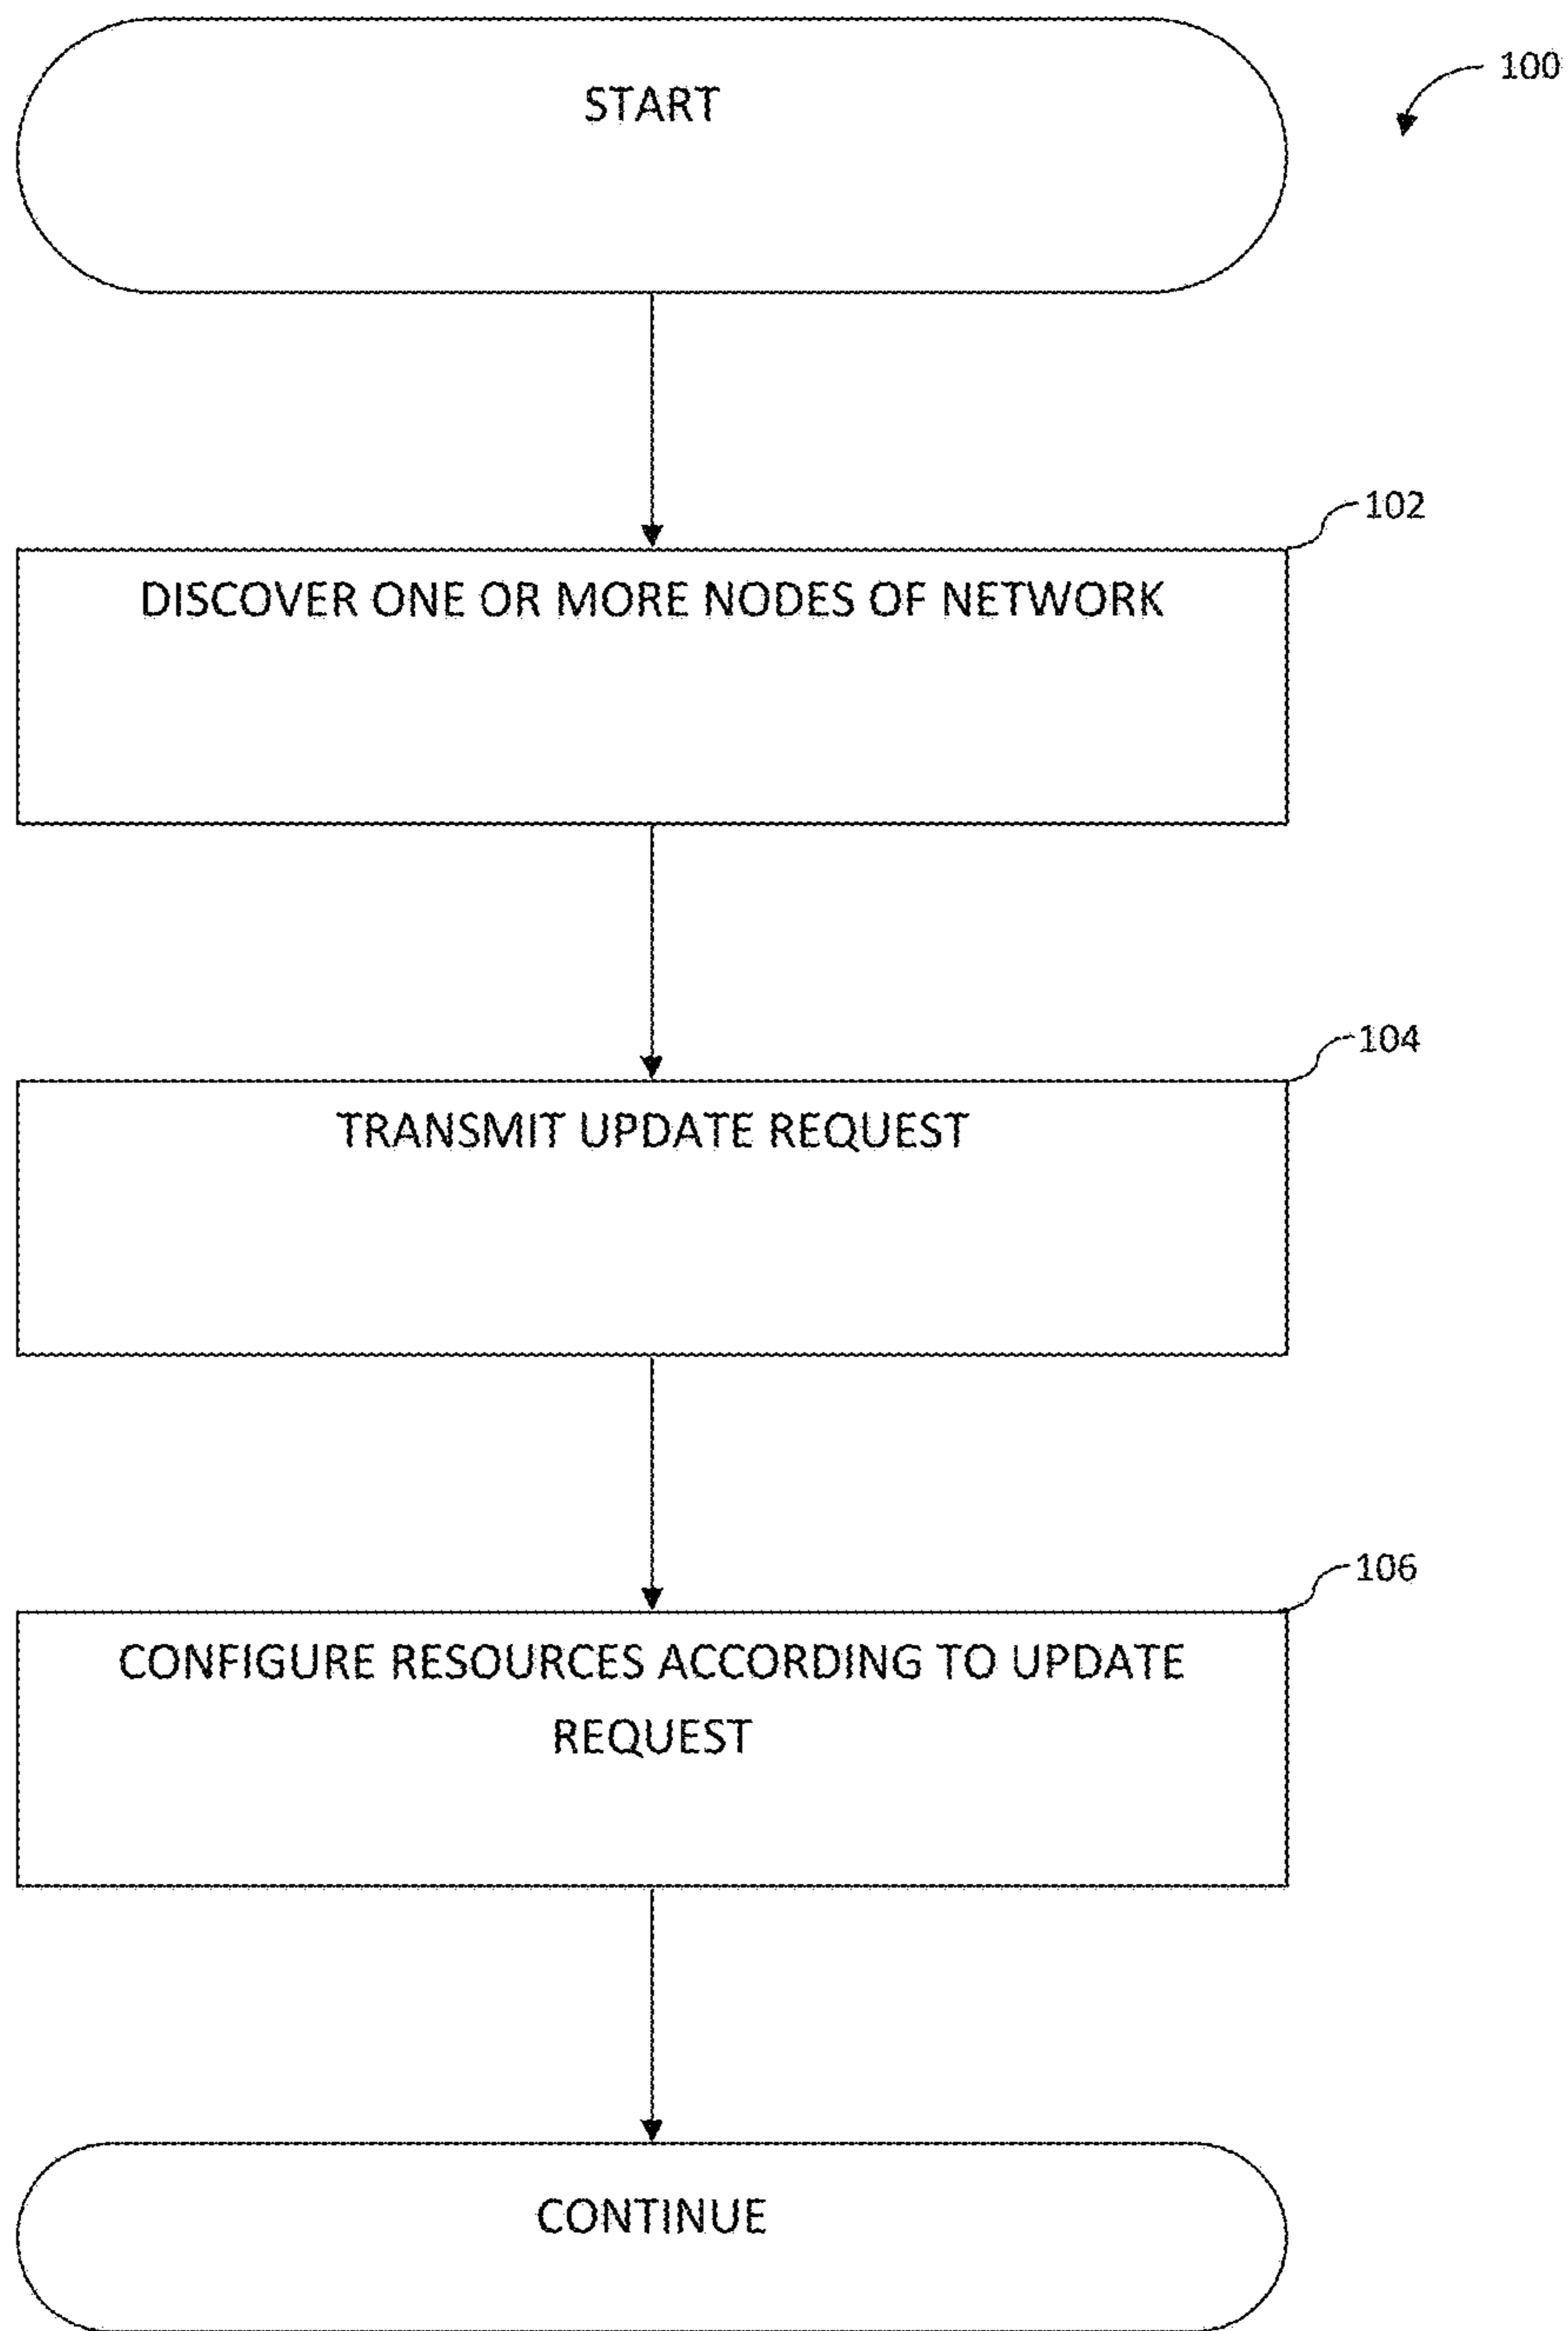 START
100
102
DISCOVER ONE OR MORE NODES OF NETWORK
104
TRANSMIT UPDATE REQUEST
106
CONFIGURE RESOURCES ACCORDING TO UPDATE
REQUEST
CONTINUE